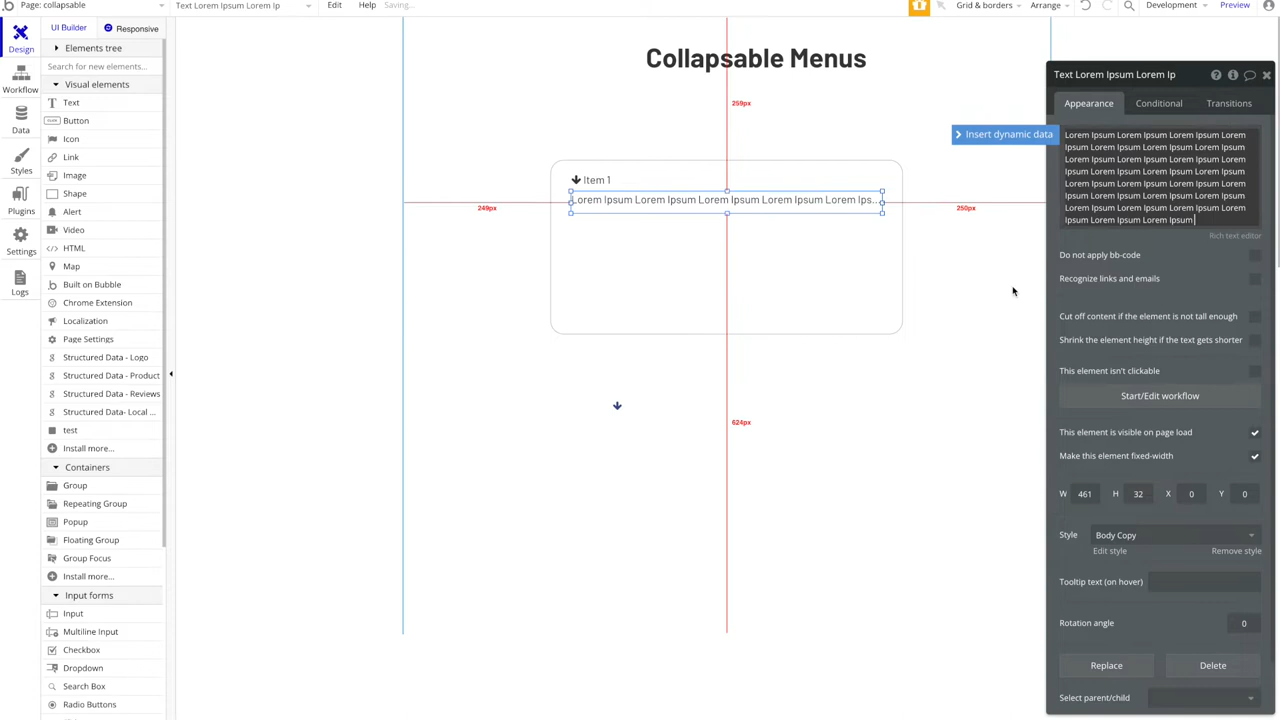 Page: collapsable
Text Lorem Ipsum Lorem Ip
Edit
Help
Saving...
Grid & borders
Arrange
Development
Preview
Design
Workflow
Data
Styles
Plugins
Settings
Logs
UI Builder
Responsive
Elements tree
Search for new elements...
Visual elements
Text
Button
Icon
Link
Image
Shape
Alert
Video
HTML
Map
Built on Bubble
Chrome Extension
Localization
Page Settings
Structured Data - Logo
Structured Data - Product
Structured Data - Reviews
Structured Data- Local ...
test
Install more...
Containers
Group
Repeating Group
Popup
Floating Group
Group Focus
Install more...
Input forms
Input
Multiline Input
Checkbox
Dropdown
Search Box
Radio Buttons
Collapsable Menus
259px
Item 1
Lorem Ipsum Lorem Ipsum Lorem Ipsum Lorem Ipsum Lorem Ips...
249px
250px
624px
Insert dynamic data
Text Lorem Ipsum Lorem Ip
Appearance
Conditional
Transitions
Lorem Ipsum Lorem Ipsum Lorem Ipsum Lorem
Ipsum Lorem Ipsum Lorem Ipsum Lorem Ipsum
Lorem Ipsum Lorem Ipsum Lorem Ipsum Lorem
Ipsum Lorem Ipsum Lorem Ipsum Lorem Ipsum
Lorem Ipsum Lorem Ipsum Lorem Ipsum Lorem
Ipsum Lorem Ipsum Lorem Ipsum Lorem Ipsum
Lorem Ipsum Lorem Ipsum Lorem Ipsum Lorem
Ipsum Lorem Ipsum Lorem Ipsum
Rich text editor
Do not apply bb-code
Recognize links and emails
Cut off content if the element is not tall enough
Shrink the element height if the text gets shorter
This element isn't clickable
Start/Edit workflow
This element is visible on page load
Make this element fixed-width
W 461 H 32 X 0 Y 0
Style Body Copy
Edit style
Remove style
Tooltip text (on hover)
Rotation angle 0
Replace
Delete
Select parent/child